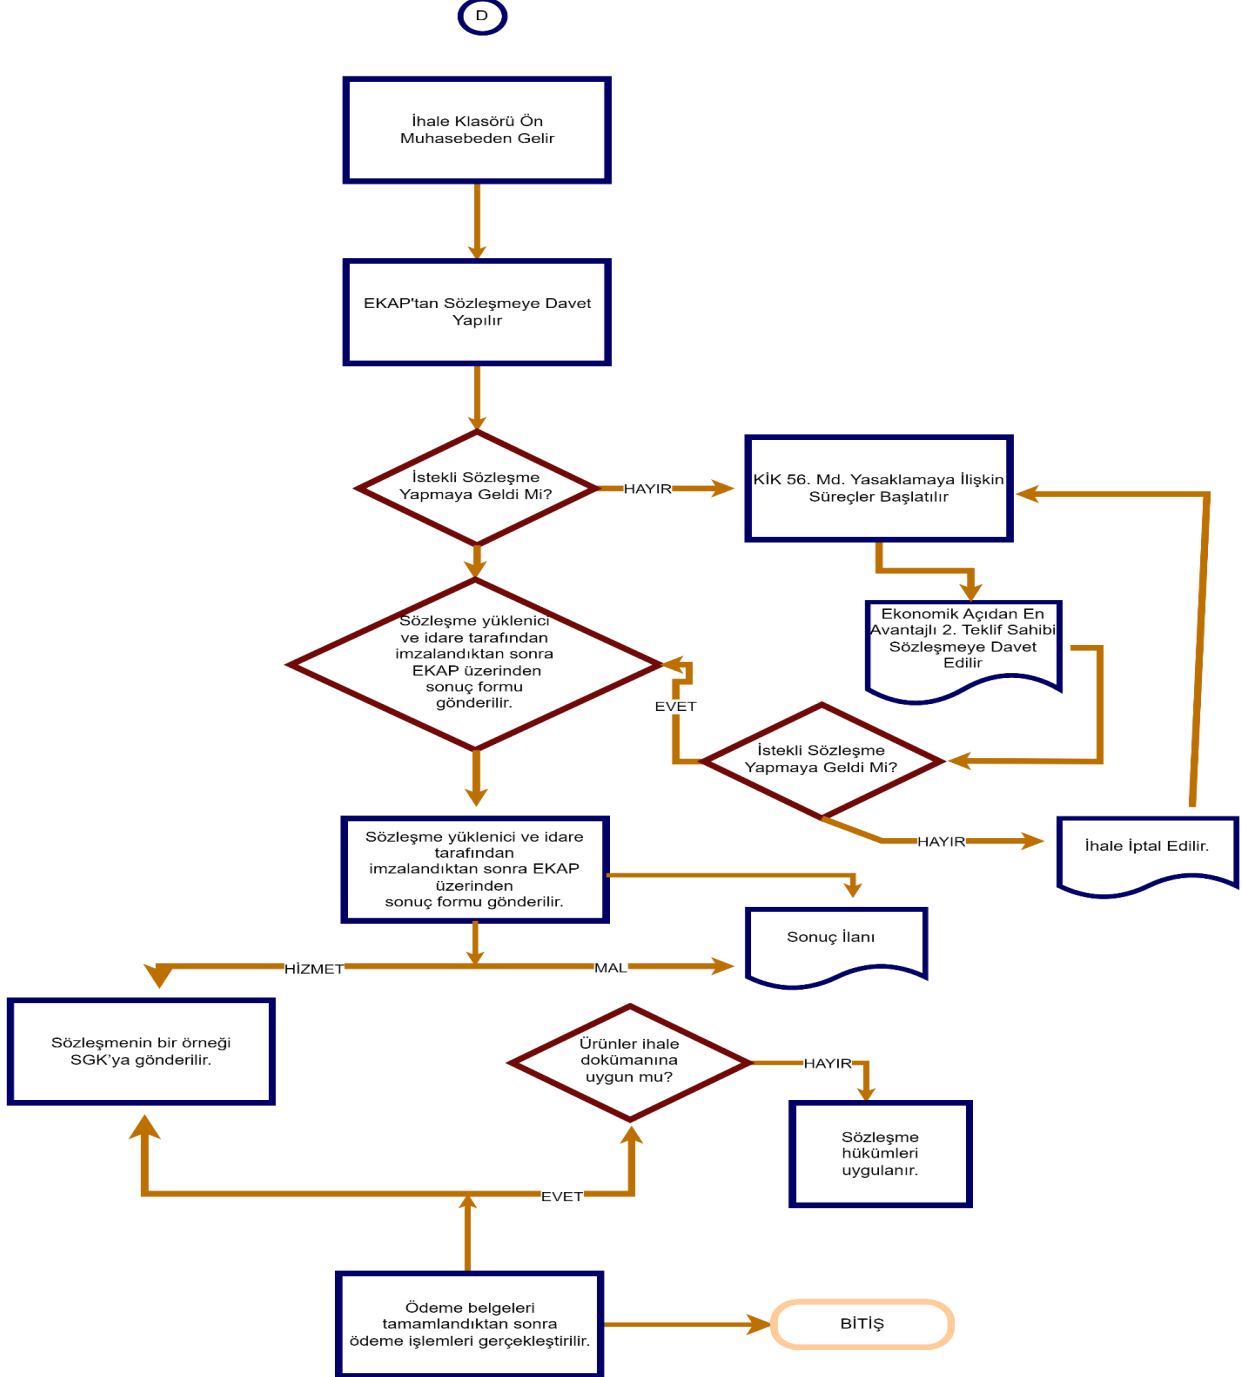 D
İhale Klasörü Ön
Muhasebeden Gelir
EKAP'tan Sözleşmeye Davet
Yapılır
İstekli Sözleşme
Yapmaya Geldi Mi?
HAYIR
KİK 56. Md. Yasaklamaya İlişkin
Süreçler Başlatılır
Sözleşme yüklenici
ve idare tarafından
imzalandıktan sonra
EKAP üzerinden
sonuç formu
gönderilir.
Ekonomik Açıdan En
Avantajlı 2. Teklif Sahibi
Sözleşmeye Davet
Edilir
EVET
İstekli Sözleşme
Yapmaya Geldi Mi?
HAYIR
İhale İptal Edilir.
Sözleşme yüklenici ve idare
tarafından
imzalandıktan sonra EKAP
üzerinden
sonuç formu gönderilir.
Sonuç İlanı
HİZMET
MAL
Sözleşmenin bir örneği
SGK'ya gönderilir.
Ürünler ihale
dokümanına
uygun mu?
HAYIR
Sözleşme
hükümleri
uygulanır.
EVET
Ödeme belgeleri
tamamlandıktan sonra
ödeme işlemleri gerçekleştirilir.
BİTİŞ